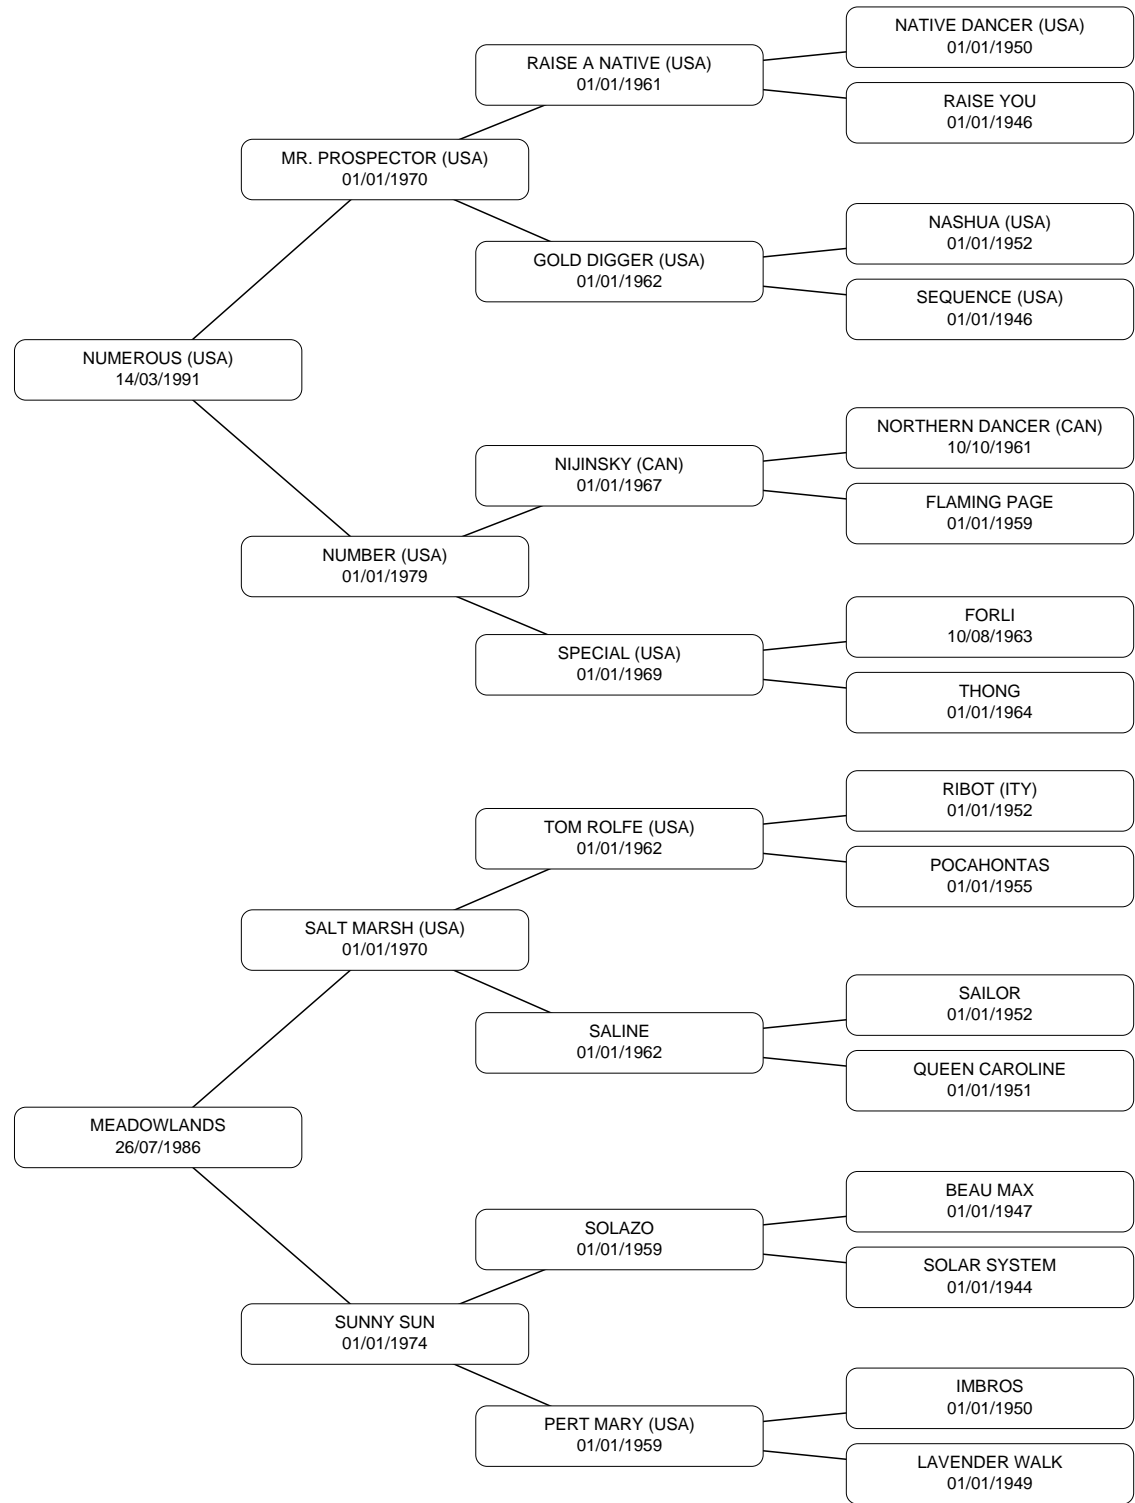 NATIVE DANCER (USA)
01/01/1950
RAISE A NATIVE (USA)
01/01/1961
RAISE YOU
01/01/1946
MR. PROSPECTOR (USA)
01/01/1970
NASHUA (USA)
01/01/1952
GOLD DIGGER (USA)
01/01/1962
SEQUENCE (USA)
01/01/1946
NUMEROUS (USA)
14/03/1991
NORTHERN DANCER (CAN)
10/10/1961
NIJINSKY (CAN)
01/01/1967
FLAMING PAGE
01/01/1959
NUMBER (USA)
01/01/1979
FORLI
10/08/1963
SPECIAL (USA)
01/01/1969
THONG
01/01/1964
RIBOT (ITY)
01/01/1952
TOM ROLFE (USA)
01/01/1962
POCAHONTAS
01/01/1955
SALT MARSH (USA)
01/01/1970
SAILOR
01/01/1952
SALINE
01/01/1962
QUEEN CAROLINE
01/01/1951
MEADOWLANDS
26/07/1986
BEAU MAX
01/01/1947
SOLAZO
01/01/1959
SOLAR SYSTEM
01/01/1944
SUNNY SUN
01/01/1974
IMBROS
01/01/1950
PERT MARY (USA)
01/01/1959
LAVENDER WALK
01/01/1949